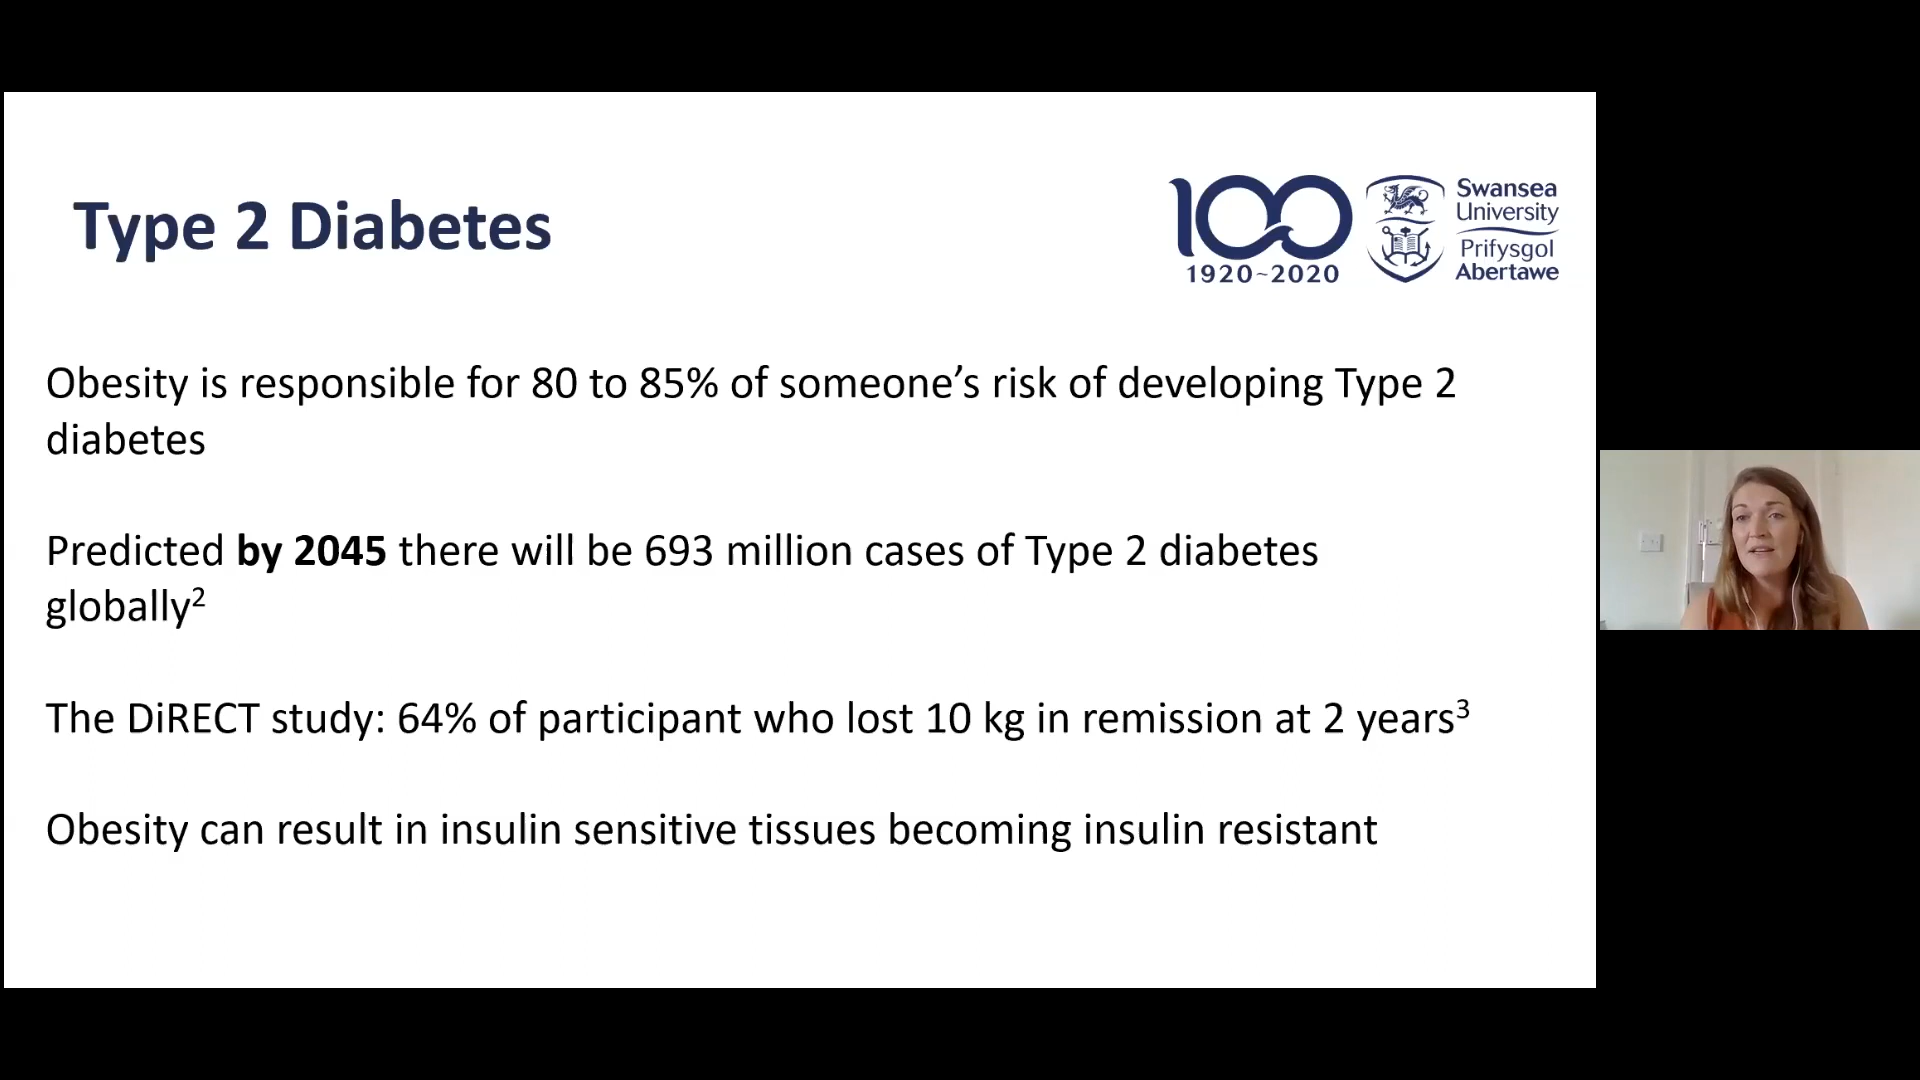 Type 2 Diabetes
100
1920~2020
Swansea
University
Prifysgol
Abertawe
Obesity is responsible for 80 to 85% of someone’s risk of developing Type 2
diabetes
Predicted by 2045 there will be 693 million cases of Type 2 diabetes
globally²
The DiRECT study: 64% of participant who lost 10 kg in remission at 2 years³
Obesity can result in insulin sensitive tissues becoming insulin resistant